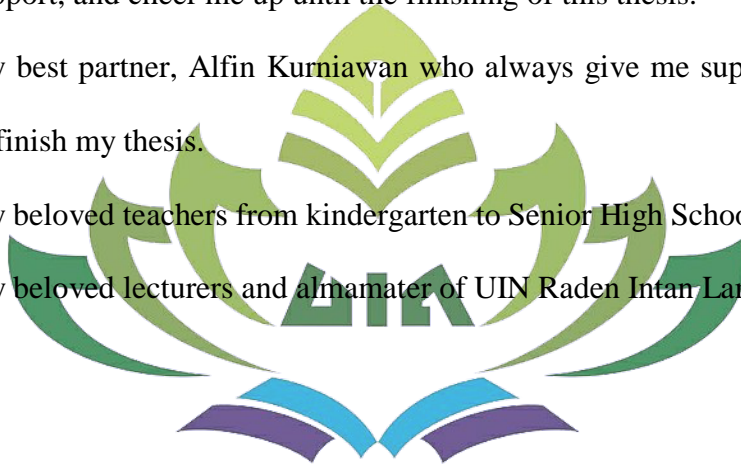 pport, and cheer me up until the finishing of this thesis.
y best partner, Alfin Kurniawan who always give me sup
finish my thesis.
y beloved teachers from kindergarten to Senior High Schoo
y beloved lecturers and almamater of UIN Raden Intan Lam
UIN